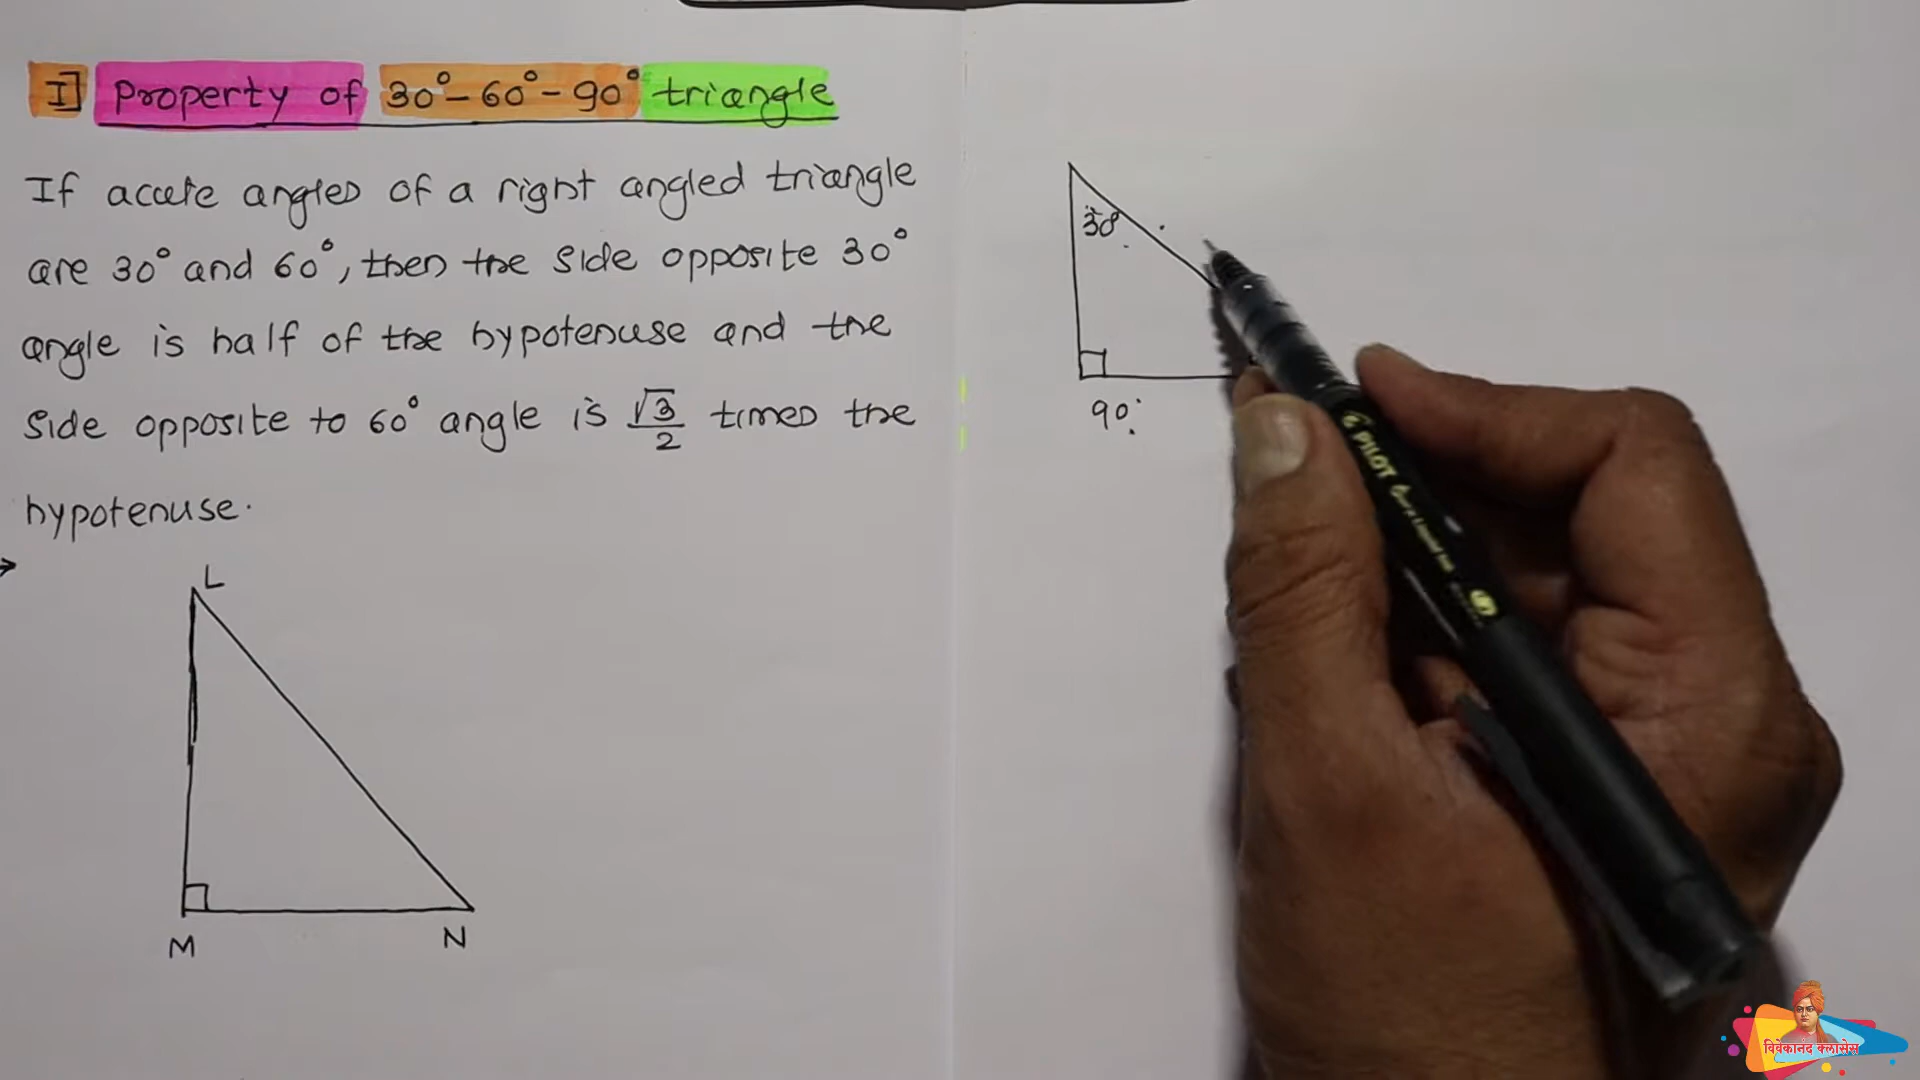 I] Property of 30° - 60° - 90° triangle
If acute angles of a right angled triangle
are 30° and 60°, then the side opposite 30°
angle is half of the hypotenuse and the
side opposite to 60° angle is √3/2 times the
hypotenuse.
L
M
N
30°
90°
PILOT
विवेकानंद क्लासेस